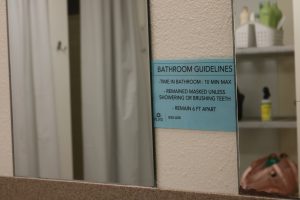 BATHROOM GUIDELINES
-TIME IN BATHROOM - 10 MIN MAX
- REMAINED MASKED UNLESS
SHOWERING OR BRUSHING TEETH
- REMAIN 6 FT APART